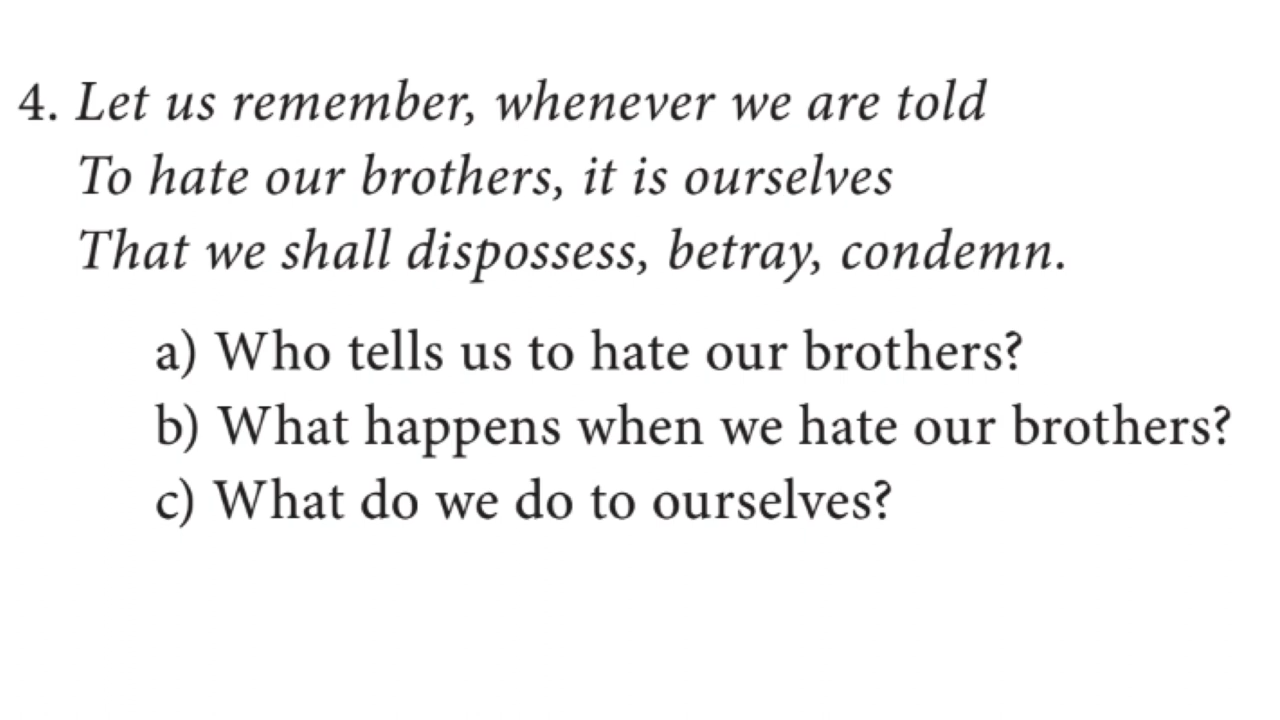 4. Let us remember, whenever we are told
To hate our brothers, it is ourselves
That we shall dispossess, betray, condemn.
a) Who tells us to hate our brothers?
b) What happens when we hate our brothers?
c) What do we do to ourselves?